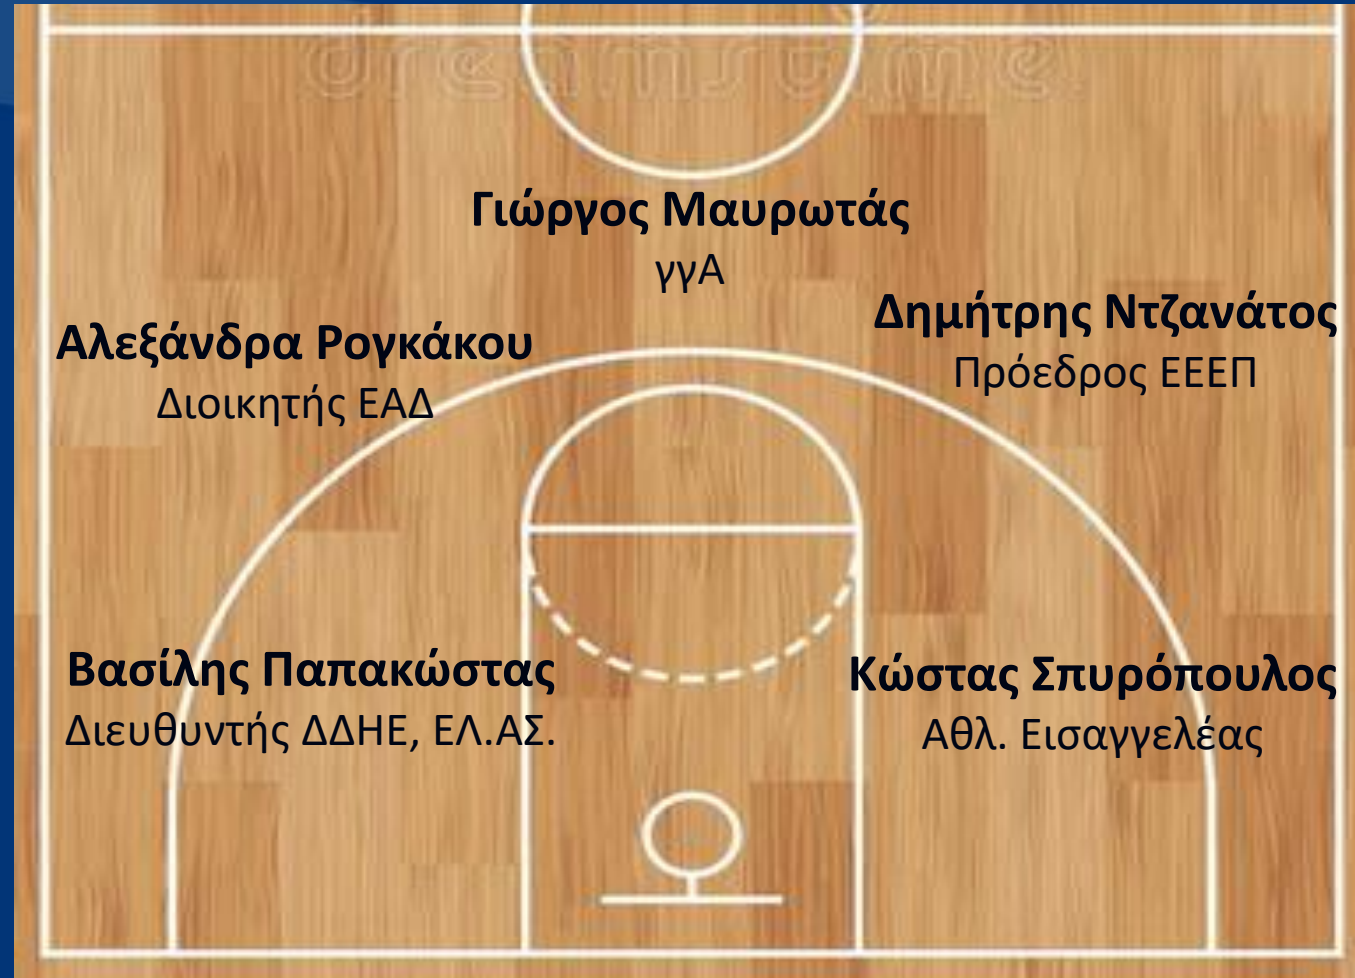 dreamstime
Γιώργος Μαυρωτάς
γγΑ
Αλεξάνδρα Ρογκάκου
Διοικητής ΕΑΔ
Δημήτρης Ντζανάτος
Πρόεδρος ΕΕΕΠ
Βασίλης Παπακώστας
Διευθυντής ΔΔΗΕ, ΕΛ.ΑΣ.
Κώστας Σπυρόπουλος
Αθλ. Εισαγγελέας